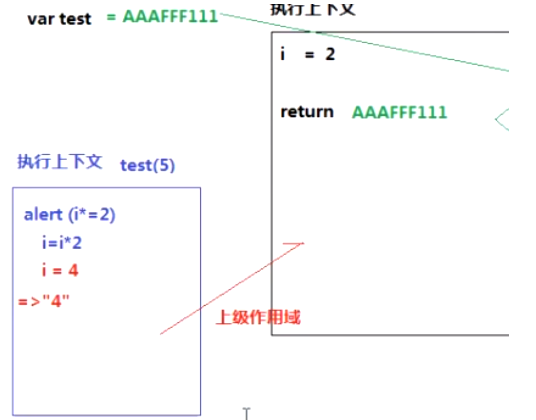 var test = AAAFFF111
执行上下文
i = 2
return AAAFFF111
执行上下文 test(5)
alert (i*=2)
i=i*2
i = 4
=>"4"
上级作用域